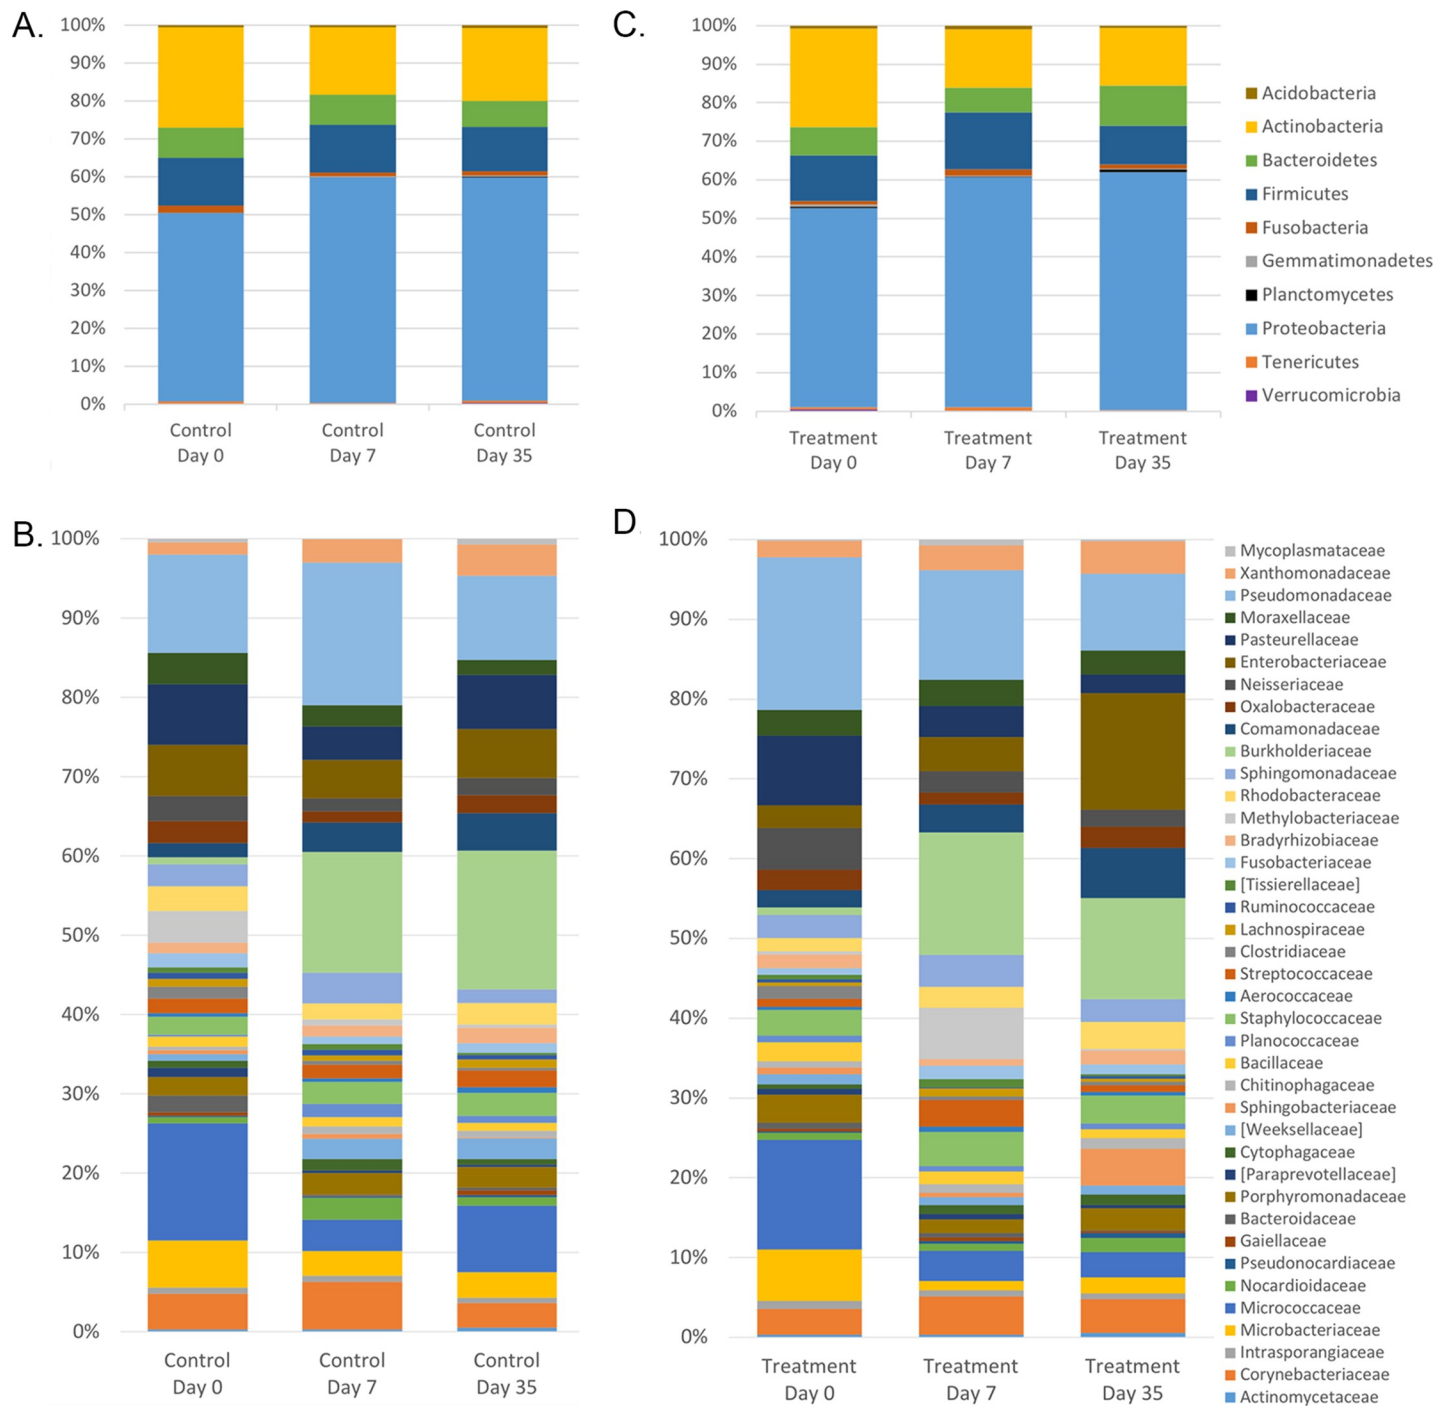 A.
100%
90%
80%
70%
60%
50%
40%
30%
20%
10%
0%
Control Day 0
Control Day 7
Control Day 35
C.
100%
90%
80%
70%
60%
50%
40%
30%
20%
10%
0%
Treatment Day 0
Treatment Day 7
Treatment Day 35
Acidobacteria
Actinobacteria
Bacteroidetes
Firmicutes
Fusobacteria
Gemmatimonadetes
Planctomycetes
Proteobacteria
Tenericutes
Verrucomicrobia
B.
100%
90%
80%
70%
60%
50%
40%
30%
20%
10%
0%
Control Day 0
Control Day 7
Control Day 35
D.
100%
90%
80%
70%
60%
50%
40%
30%
20%
10%
0%
Treatment Day 0
Treatment Day 7
Treatment Day 35
Mycoplasmataceae
Xanthomonadaceae
Pseudomonadaceae
Moraxellaceae
Pasteurellaceae
Enterobacteriaceae
Neisseriaceae
Oxalobacteraceae
Comamonadaceae
Burkholderiaceae
Sphingomonadaceae
Rhodobacteraceae
Methylobacteriaceae
Bradyrhizobiaceae
Fusobacteriaceae
[Tissierellaceae]
Ruminococcaceae
Lachnospiraceae
Clostridiaceae
Streptococcaceae
Aerococcaceae
Staphylococcaceae
Planococcaceae
Bacillaceae
Chitinophagaceae
Sphingobacteriaceae
[Weeksellaceae]
Cytophagaceae
[Paraprevotellaceae]
Porphyromonadaceae
Bacteroidaceae
Gaiellaceae
Pseudonocardiaceae
Nocardioidaceae
Micrococcaceae
Microbacteriaceae
Intrasporangiaceae
Corynebacteriaceae
Actinomycetaceae